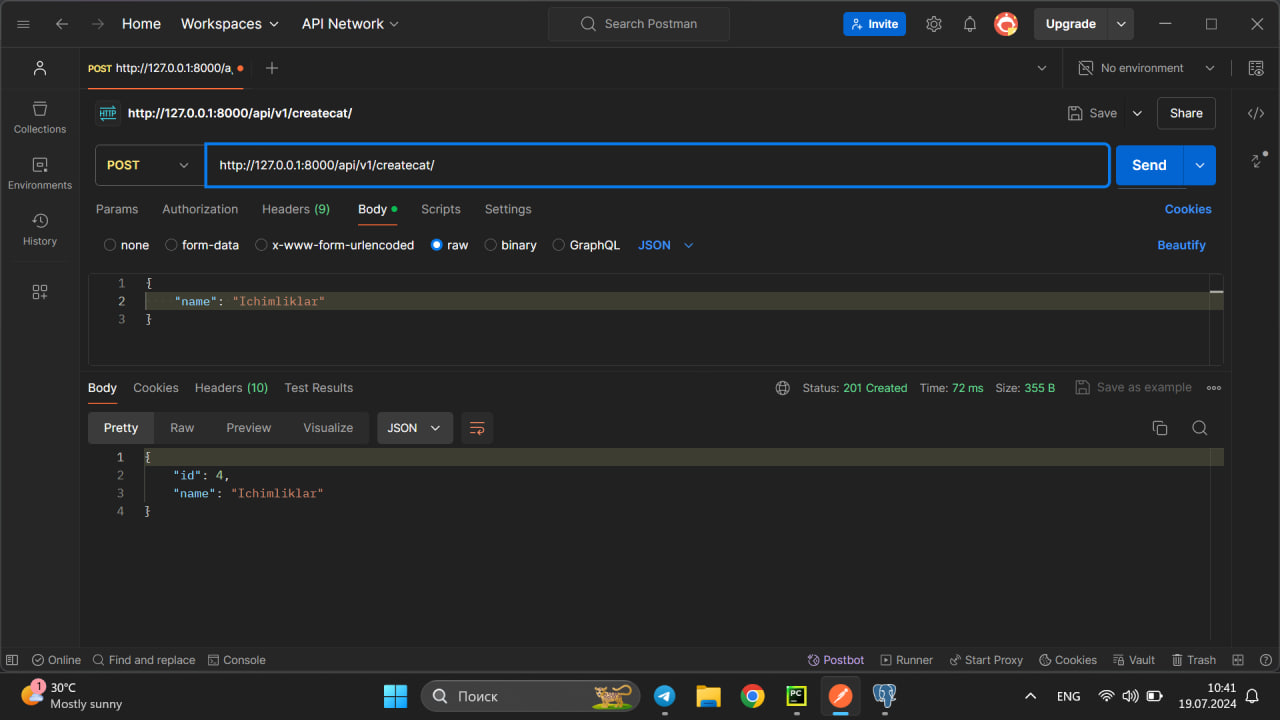 Home Workspaces API Network Search Postman Invite Upgrade
POST http://127.0.0.1:8000/a No environment
HTTP http://127.0.0.1:8000/api/v1/createcat/ Save Share
Collections
Environments
History
POST http://127.0.0.1:8000/api/v1/createcat/ Send
Params Authorization Headers (9) Body Scripts Settings Cookies
none form-data x-www-form-urlencoded raw binary GraphQL JSON Beautify
1 {
2 "name": "Ichimliklar"
3 }
Body Cookies Headers (10) Test Results Status: 201 Created Time: 72 ms Size: 355 B Save as example
Pretty Raw Preview Visualize JSON
1 {
2 "id": 4,
3 "name": "Ichimliklar"
4 }
Online Find and replace Console Postbot Runner Start Proxy Cookies Vault Trash
1 30°C
Mostly sunny
Поиск
PC
ENG
10:41
19.07.2024